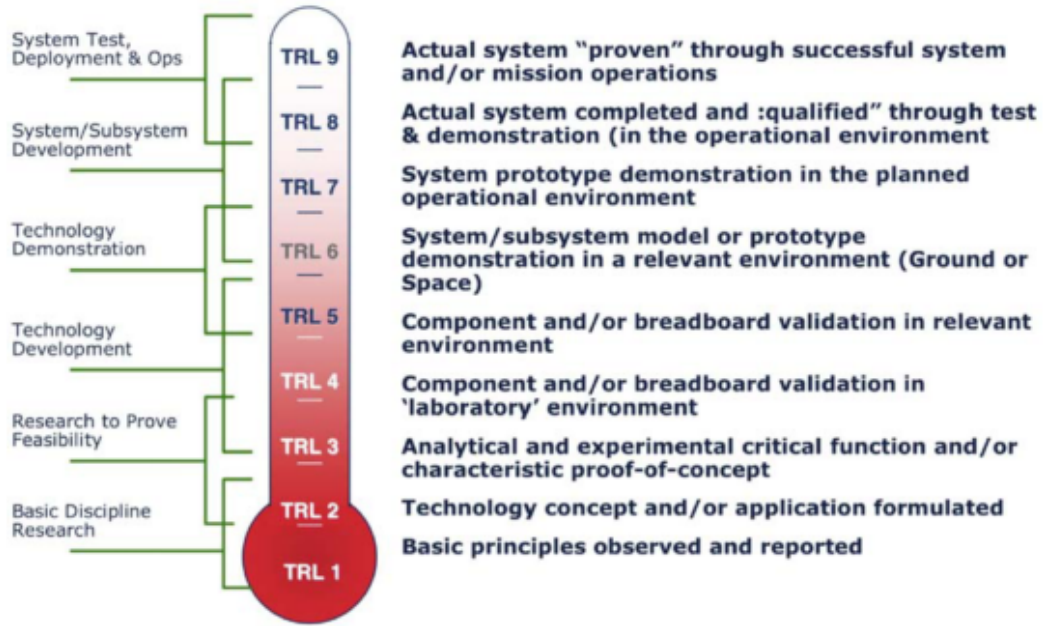 System Test,
Deployment & Ops
System/Subsystem
Development
Technology
Demonstration
Technology
Development
Research to Prove
Feasibility
Basic Discipline
Research
TRL 9
TRL 8
TRL 7
TRL 6
TRL 5
TRL 4
TRL 3
TRL 2
TRL 1
Actual system “proven” through successful system
and/or mission operations
Actual system completed and :qualified” through test
& demonstration (in the operational environment
System prototype demonstration in the planned
operational environment
System/subsystem model or prototype
demonstration in a relevant environment (Ground or
Space)
Component and/or breadboard validation in relevant
environment
Component and/or breadboard validation in
‘laboratory’ environment
Analytical and experimental critical function and/or
characteristic proof-of-concept
Technology concept and/or application formulated
Basic principles observed and reported